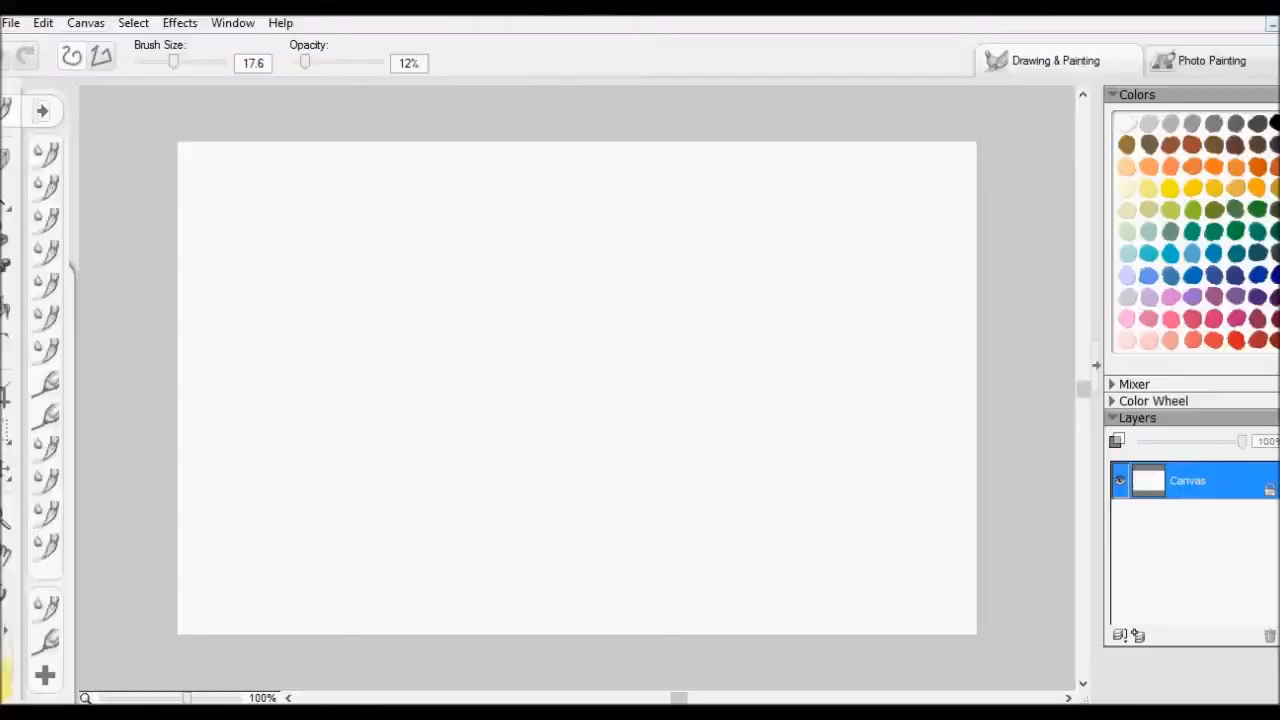 File Edit Canvas Select Effects Window Help
Brush Size: 17.6 Opacity: 12%
Drawing & Painting Photo Painting
Colors
Mixer
Color Wheel
Layers
100%
Canvas
100%